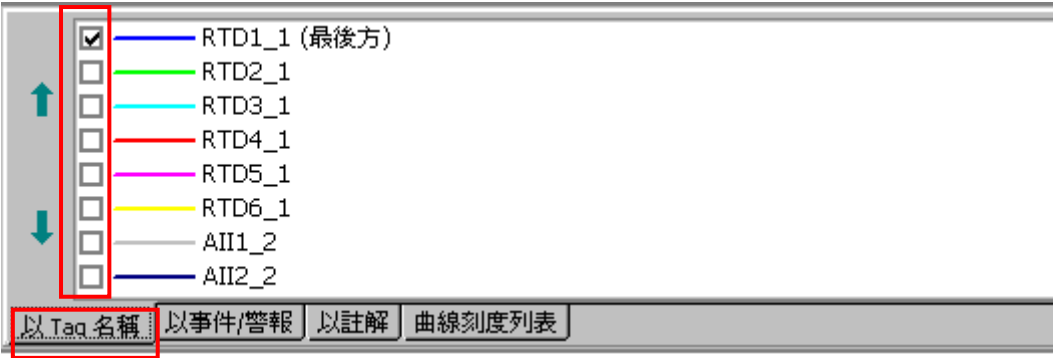 RTD1_1 (最後方)
RTD2_1
RTD3_1
RTD4_1
RTD5_1
RTD6_1
AII1_2
AII2_2
以 Tag 名稱 以事件/警報 以註解 曲線刻度列表